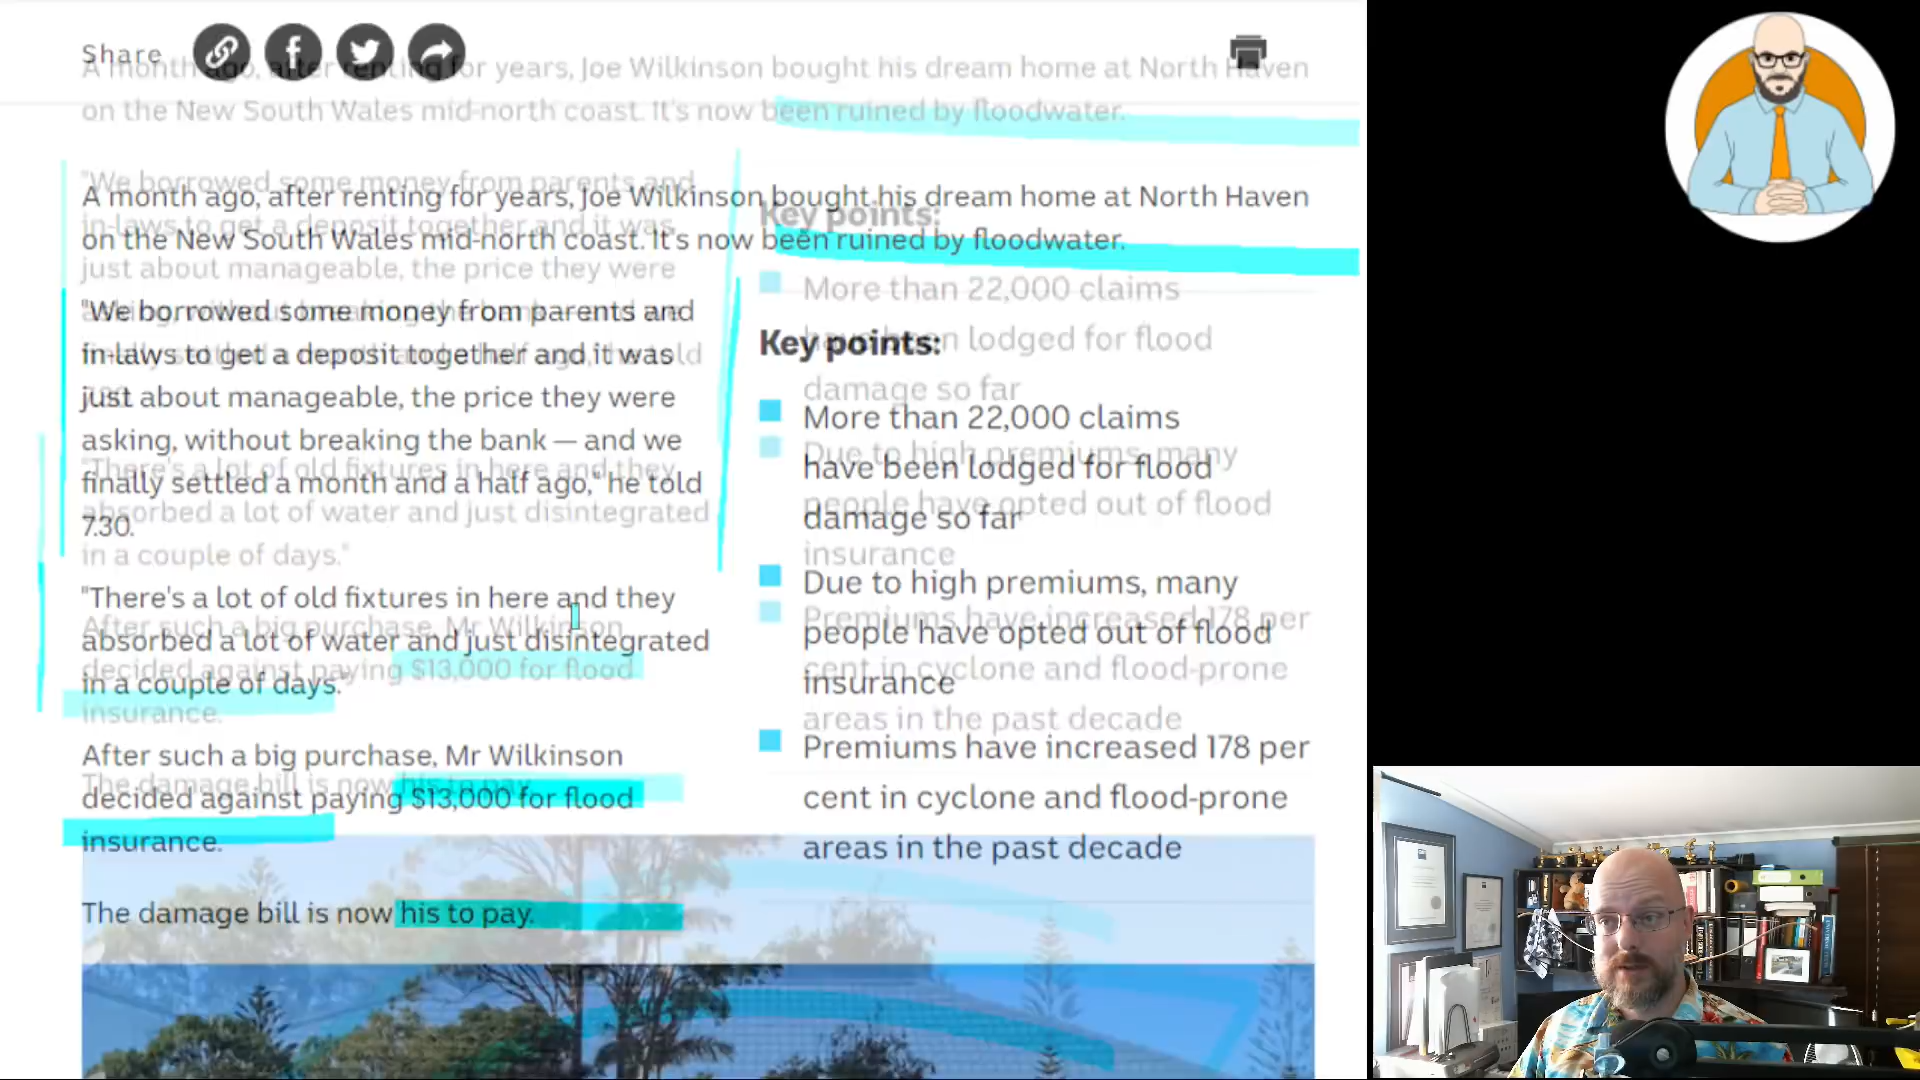 Share
A month ago, after renting for years, Joe Wilkinson bought his dream home at North Haven
on the New South Wales mid-north coast. It's now been ruined by floodwater.
"We borrowed some money from parents and
in-laws to get a deposit together and it was
just about manageable, the price they were
asking, without breaking the bank — and we
finally settled a month and a half ago," he told
7.30.
"There's a lot of old fixtures in here and they
absorbed a lot of water and just disintegrated
in a couple of days."
After such a big purchase, Mr Wilkinson
decided against paying $13,000 for flood
insurance.
The damage bill is now his to pay.
Key points:
More than 22,000 claims
have been lodged for flood
damage so far
Due to high premiums, many
people have opted out of flood
insurance
Premiums have increased 178 per
cent in cyclone and flood-prone
areas in the past decade